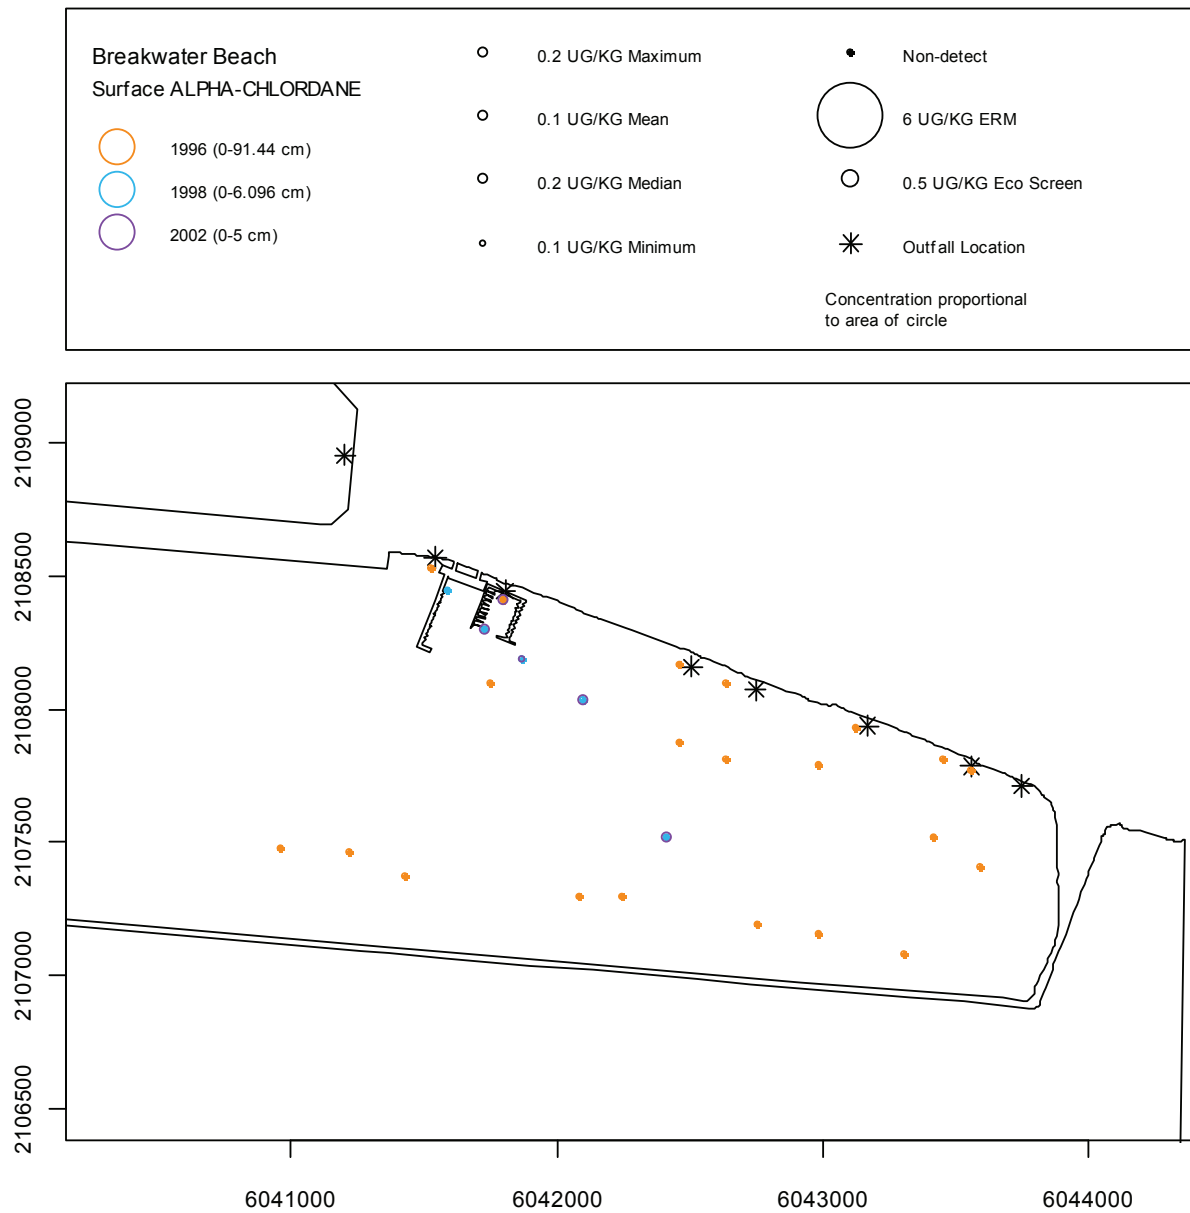 Breakwater Beach
Surface ALPHA-CHLORDANE
1996 (0-91.44 cm)
1998 (0-6.096 cm)
2002 (0-5 cm)
0.2 UG/KG Maximum
0.1 UG/KG Mean
0.2 UG/KG Median
0.1 UG/KG Minimum
Non-detect
6 UG/KG ERM
0.5 UG/KG Eco Screen
Outfall Location
Concentration proportional
to area of circle
2109000
2108500
2108000
2107500
2107000
2106500
6041000
6042000
6043000
6044000